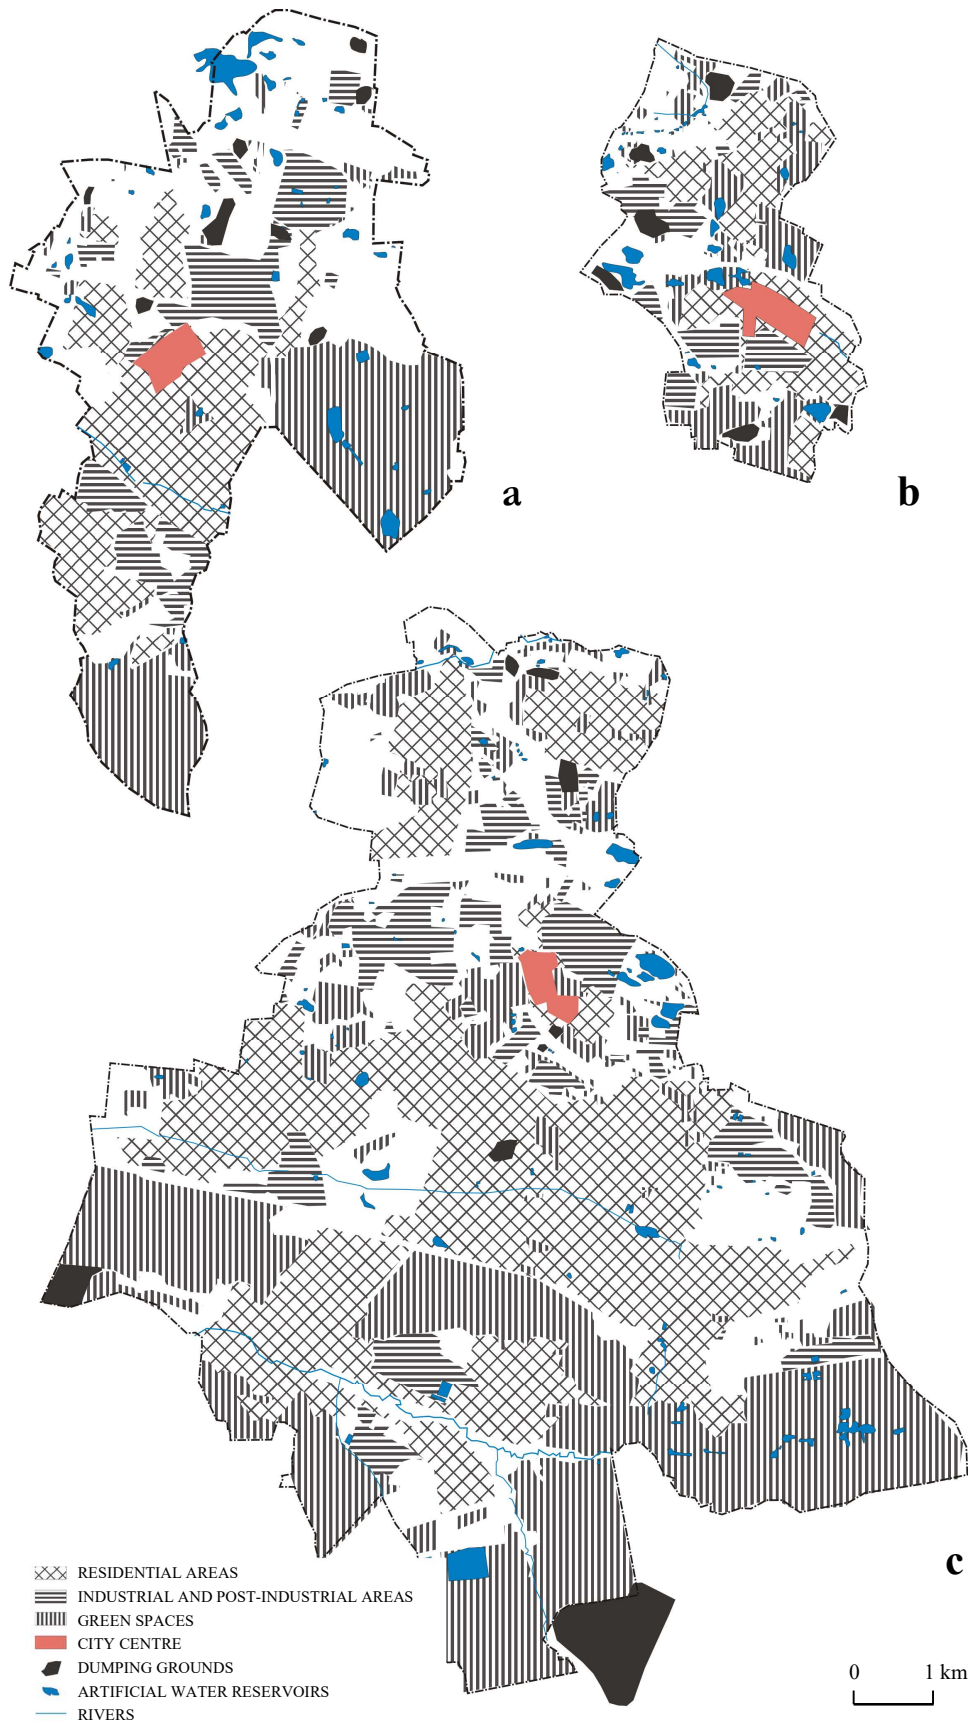 a
b
c
RESIDENTIAL AREAS
INDUSTRIAL AND POST-INDUSTRIAL AREAS
GREEN SPACES
CITY CENTRE
DUMPING GROUNDS
ARTIFICIAL WATER RESERVOIRS
RIVERS
0 1 km